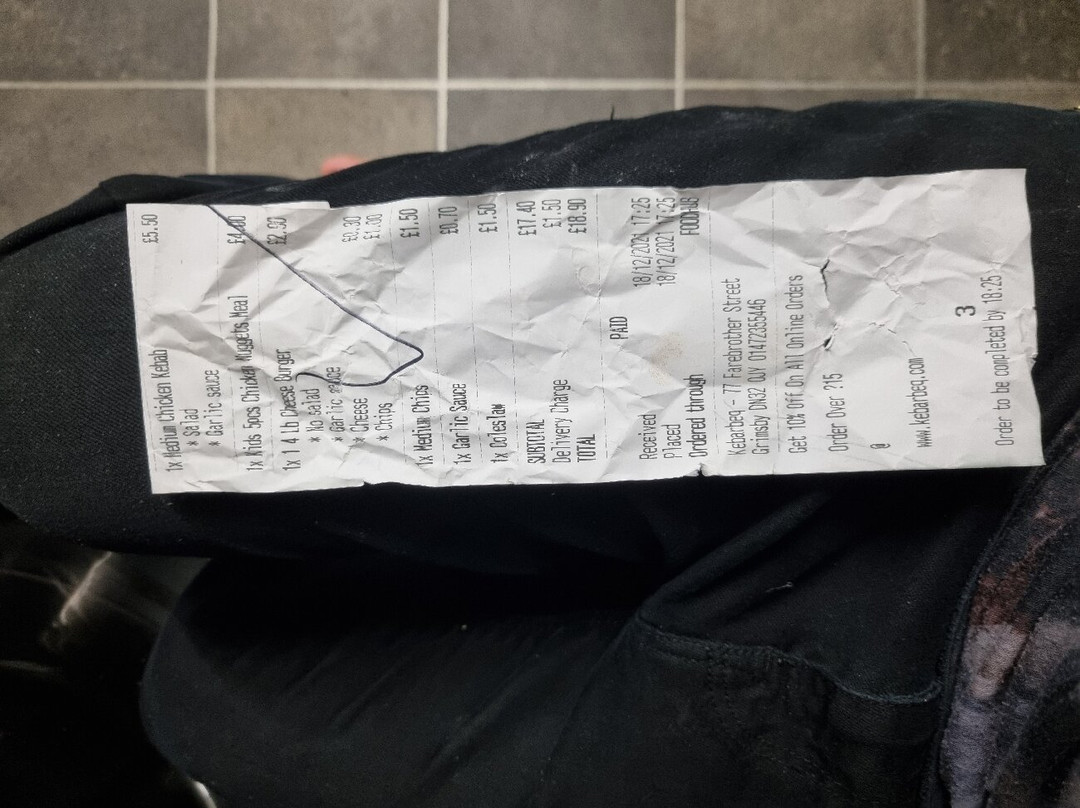 1x Medium Chicken Kebab £5.50
* Salad
* Garlic sauce
1x Kids 5pcs Chicken Nuggets Meal £4.00
1x 1 4 Lb Cheese Burger £2.90
* No salad
* Garlic sauce
* Cheese £0.30
* Chips £1.00
1x Medium Chips £1.50
1x Garlic Sauce £0.70
1x Coleslaw £1.50
SUBTOTAL £17.40
Delivery Charge £1.50
TOTAL £18.90
PAID
Received 18/12/2021 17:25
Placed 18/12/2021 17:25
Ordered through FOODHUB
Kebarbeq - 77 Farebrother Street
Grimsby DN32 0JY 01472355446
Get 10% Off On All Online Orders
Order Over ?15
@
www.kebarbeq.com
3
Order to be completed by 18:25